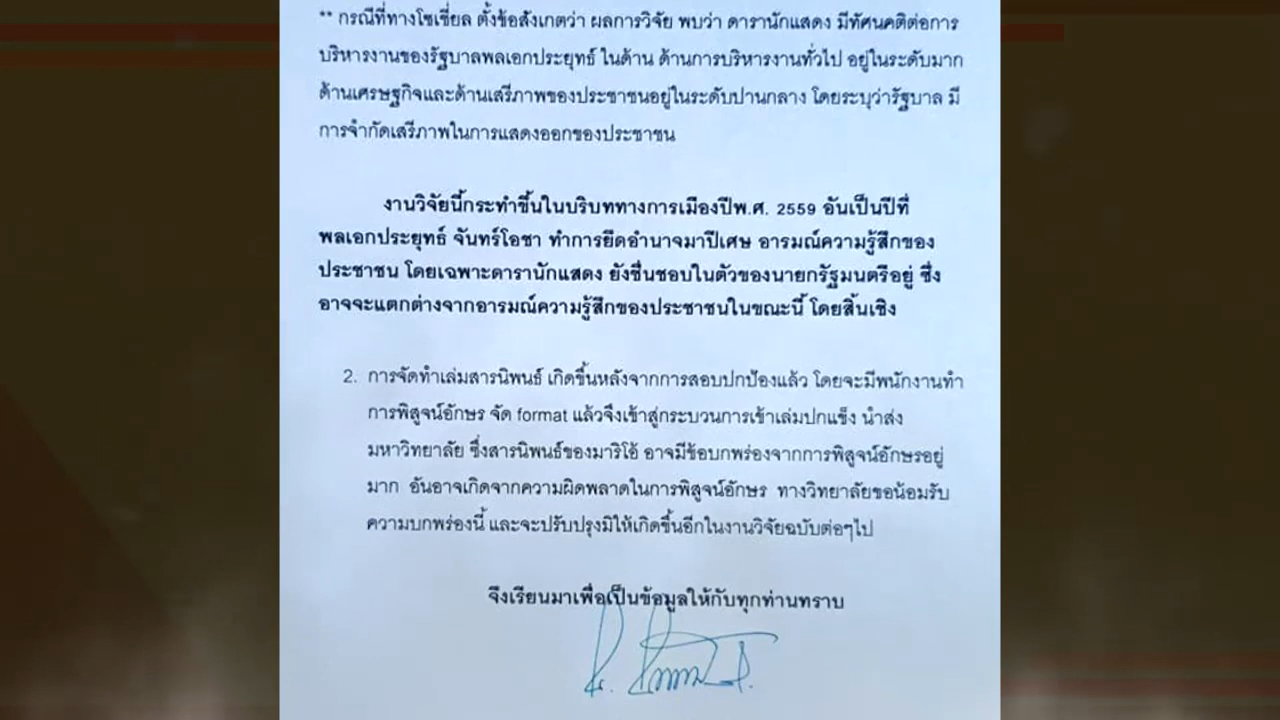 ** กรณีที่ทางโซเชี่ยล ตั้งข้อสังเกตว่า ผลการวิจัย พบว่า ดารานักแสดง มีทัศนคติต่อการ
บริหารงานของรัฐบาลพลเอกประยุทธ์ ในด้าน ด้านการบริหารงานทั่วไป อยู่ในระดับมาก
ด้านเศรษฐกิจและด้านเสรีภาพของประชาชนอยู่ในระดับปานกลาง โดยระบุว่ารัฐบาล มี
การจำกัดเสรีภาพในการแสดงออกของประชาชน
งานวิจัยนี้กระทำขึ้นในบริบททางการเมืองปีพ.ศ. 2559 อันเป็นปีที่
พลเอกประยุทธ์ จันทร์โอชา ทำการยึดอำนาจมาปีเศษ อารมณ์ความรู้สึกของ
ประชาชน โดยเฉพาะดารานักแสดง ยังชื่นชอบในตัวของนายกรัฐมนตรีอยู่ ซึ่ง
อาจจะแตกต่างจากอารมณ์ความรู้สึกของประชาชนในขณะนี้ โดยสิ้นเชิง
2. การจัดทำเล่มสารนิพนธ์ เกิดขึ้นหลังจากการสอบปกป้องแล้ว โดยจะมีพนักงานทำ
การพิสูจน์อักษร จัด format แล้วจึงเข้าสู่กระบวนการเข้าเล่มปกแข็ง นำส่ง
มหาวิทยาลัย ซึ่งสารนิพนธ์ของมาริโอ้ อาจมีข้อบกพร่องจากการพิสูจน์อักษรอยู่
มาก อันอาจเกิดจากความผิดพลาดในการพิสูจน์อักษร ทางวิทยาลัยขอน้อมรับ
ความบกพร่องนี้ และจะปรับปรุงมิให้เกิดขึ้นอีกในงานวิจัยฉบับต่อๆไป
จึงเรียนมาเพื่อเป็นข้อมูลให้กับทุกท่านทราบ